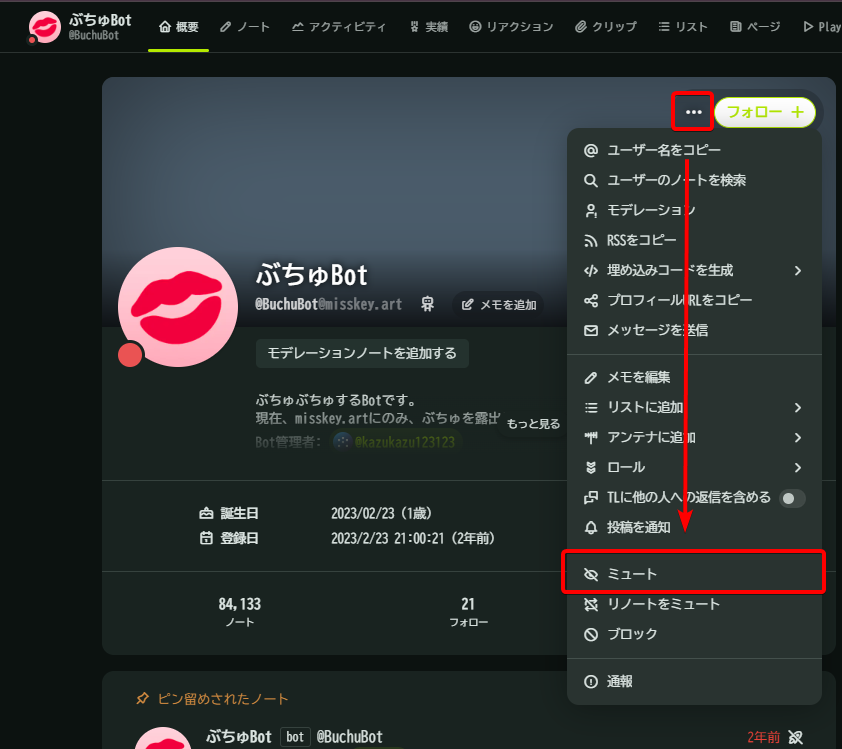 ぶちゅBot
@BuchuBot
概要 ノート アクティビティ 実績 リアクション クリップ リスト ページ Play
フォロー +
ユーザー名をコピー
ユーザーのノートを検索
モデレーション
RSSをコピー
埋め込みコードを生成
プロフィールURLをコピー
メッセージを送信
メモを編集
リストに追加
アンテナに追加
ロール
TLに他の人への返信を含める
投稿を通知
ミュート
リノートをミュート
ブロック
通報
ぶちゅBot
@BuchuBot@misskey.art メモを追加
モデレーションノートを追加する
ぶちゅぶちゅするBotです。
現在、misskey.artにのみ、ぶちゅを露出
もっと見る
Bot管理者: @kazukazu123123
誕生日 2023/02/23 (1歳)
登録日 2023/2/23 21:00:21 (2年前)
84,133 21
ノート フォロー
ピン留めされたノート
ぶちゅBot bot @BuchuBot 2年前